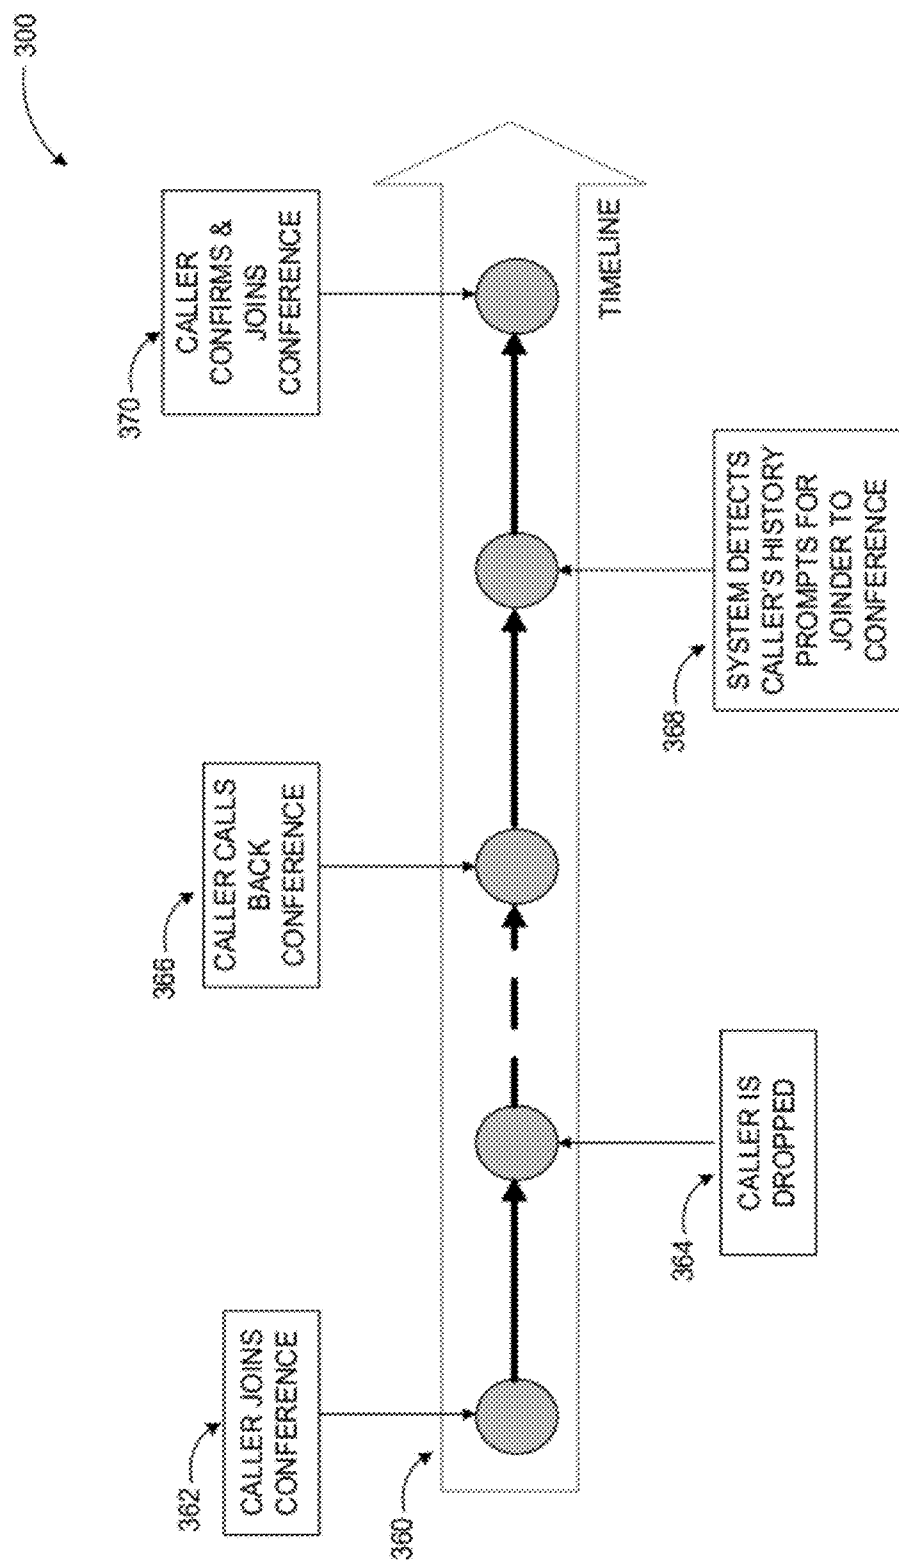 300
370
CALLER
CONFIRMS &
JOINS
CONFERENCE
366
CALLER CALLS
BACK
CONFERENCE
362
CALLER JOINS
CONFERENCE
360
TIMELINE
368
SYSTEM DETECTS
CALLER'S HISTORY
PROMPTS FOR
JOINDER TO
CONFERENCE
364
CALLER IS
DROPPED